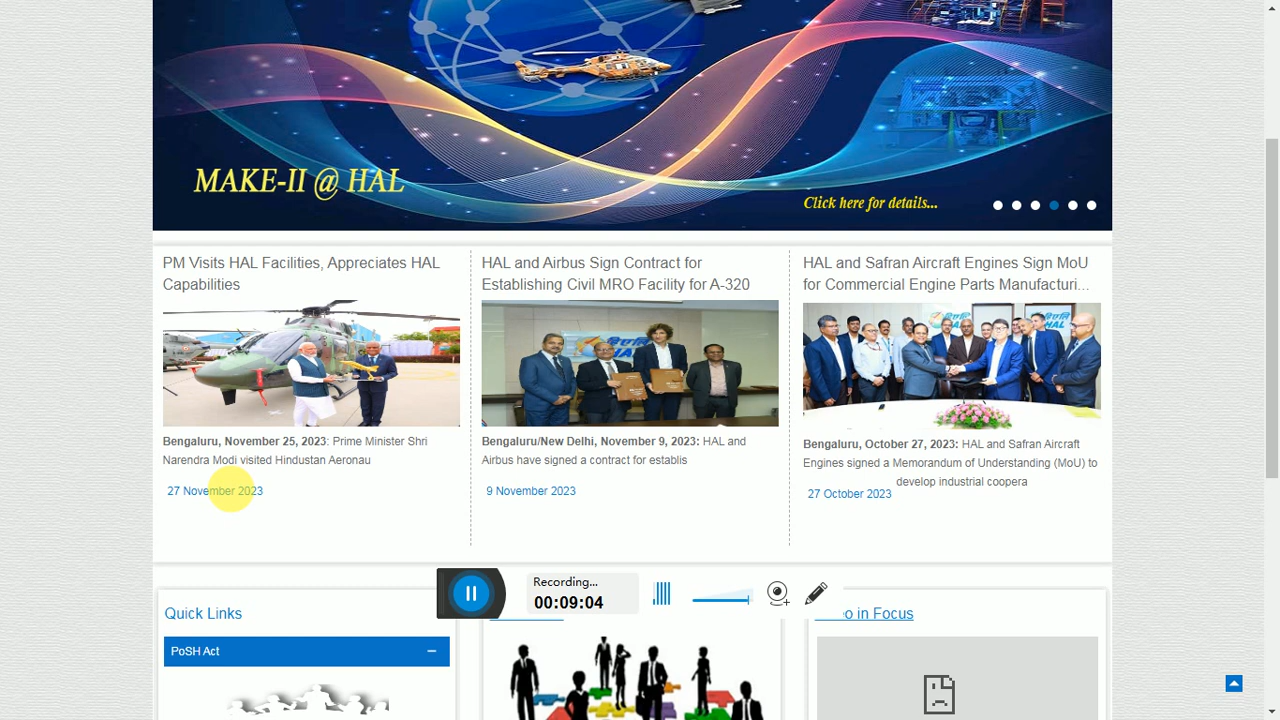 MAKE-II @ HAL
Click here for details...
PM Visits HAL Facilities, Appreciates HAL
Capabilities
Bengaluru, November 25, 2023: Prime Minister Shri
Narendra Modi visited Hindustan Aeronau
27 November 2023
HAL and Airbus Sign Contract for
Establishing Civil MRO Facility for A-320
Bengaluru/New Delhi, November 9, 2023: HAL and
Airbus have signed a contract for establis
9 November 2023
HAL and Safran Aircraft Engines Sign MoU
for Commercial Engine Parts Manufacturi...
Bengaluru, October 27, 2023: HAL and Safran Aircraft
Engines signed a Memorandum of Understanding (MoU) to
develop industrial coopera
27 October 2023
Recording...
00:09:04
Quick Links
PoSH Act
o in Focus